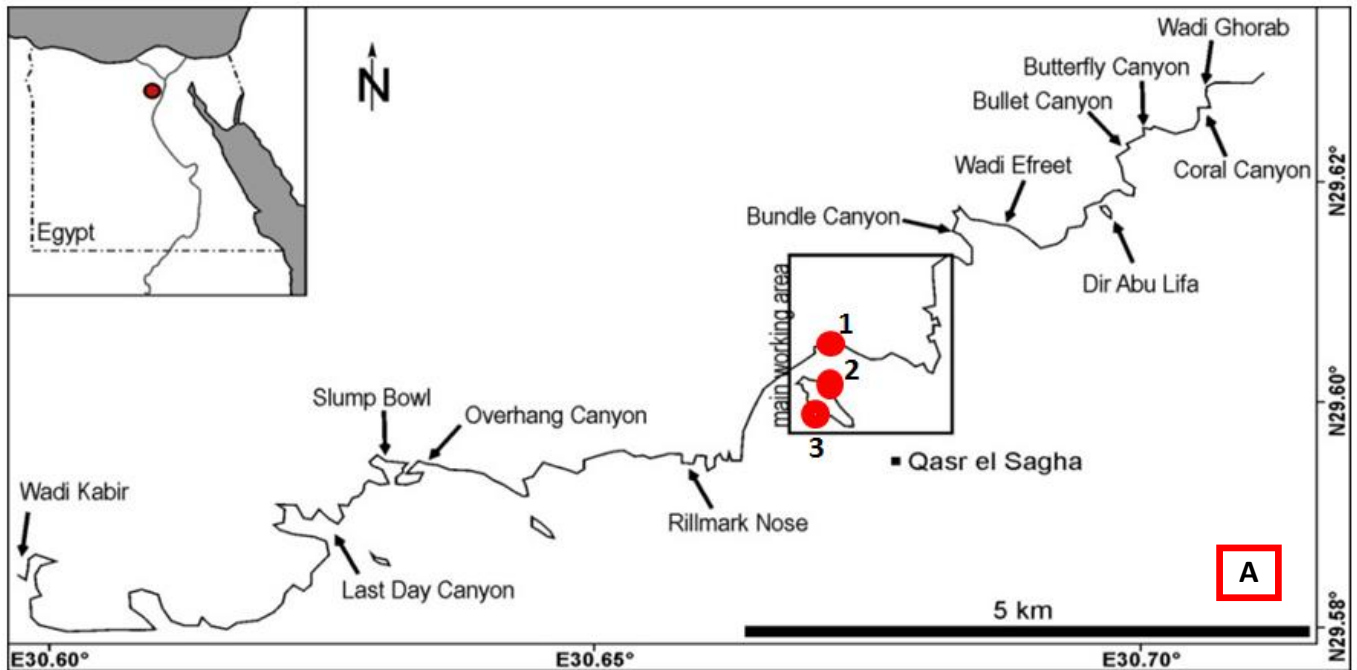 Wadi Ghorab
Butterfly Canyon
Bullet Canyon
N
Wadi Efreet
Coral Canyon
N29.62°
Bundle Canyon
Egypt
Dir Abu Lifa
main working area
1
2
N29.60°
Slump Bowl
Overhang Canyon
3
Qasr el Sagha
Wadi Kabir
Rillmark Nose
A
Last Day Canyon
5 km
N29.58°
E30.60°
E30.65°
E30.70°